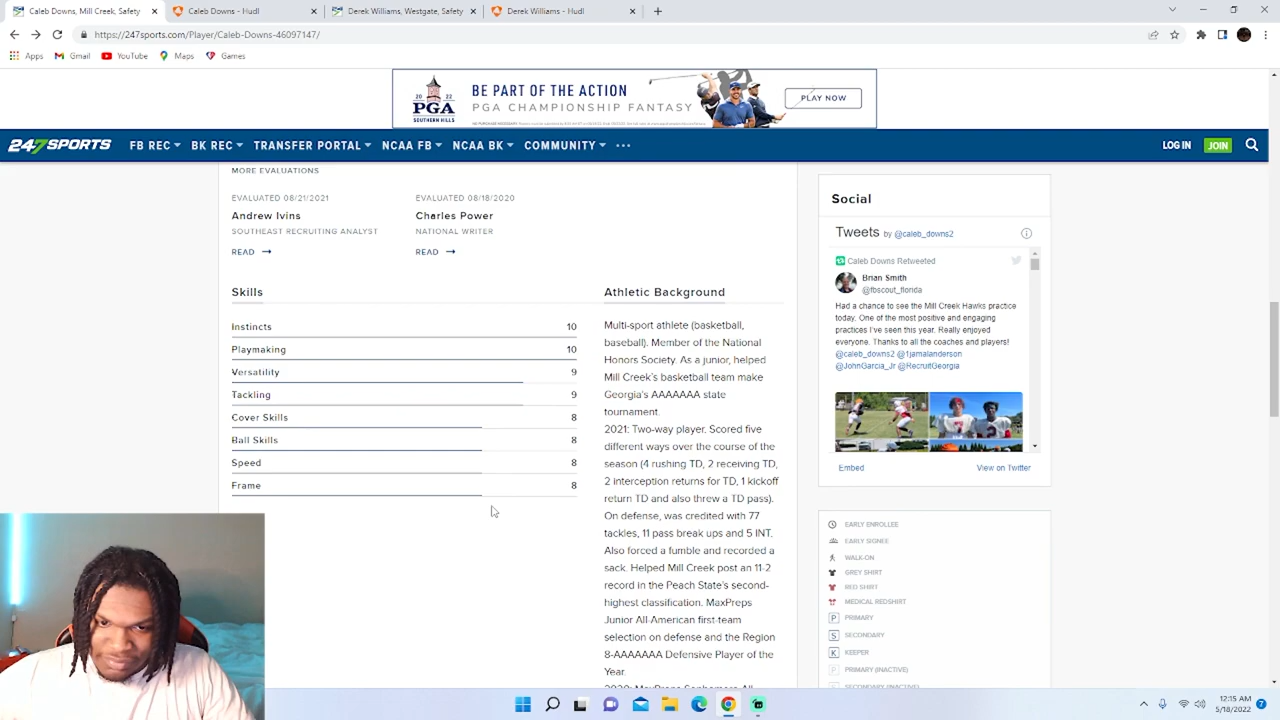 Caleb Downs, Mill Creek, Safety
Caleb Downs - Hudl
Derek Williams, Westgate, Safety
Derek Williams - Hudl
https://247sports.com/Player/Caleb-Downs-46097147/
Apps
Gmail
YouTube
Maps
Games
2022
PGA
CHAMPIONSHIP
SOUTHERN HILLS
BE PART OF THE ACTION
PGA CHAMPIONSHIP FANTASY
PLAY NOW
247SPORTS
FB REC
BK REC
TRANSFER PORTAL
NCAA FB
NCAA BK
COMMUNITY
LOG IN
JOIN
MORE EVALUATIONS
EVALUATED 08/21/2021
Andrew Ivins
SOUTHEAST RECRUITING ANALYST
READ
EVALUATED 08/18/2020
Charles Power
NATIONAL WRITER
READ
Skills
Instincts 10
Playmaking 10
Versatility 9
Tackling 9
Cover Skills 8
Ball Skills 8
Speed 8
Frame 8
Athletic Background
Multi-sport athlete (basketball,
baseball). Member of the National
Honors Society. As a junior, helped
Mill Creek's basketball team make
Georgia's AAAAAAA state
tournament.
2021: Two-way player. Scored five
different ways over the course of the
season (4 rushing TD, 2 receiving TD,
2 interception returns for TD, 1 kickoff
return TD and also threw a TD pass).
On defense, was credited with 77
tackles, 11 pass break ups and 5 INT.
Also forced a fumble and recorded a
sack. Helped Mill Creek post an 11-2
record in the Peach State's second-
highest classification. MaxPreps
Junior All-American first-team
selection on defense and the Region
8-AAAAAAA Defensive Player of the
Year.
2020: MaxPreps Sophomore All-
Social
Tweets by @caleb_downs2
Caleb Downs Retweeted
Brian Smith
@fbscout_florida
Had a chance to see the Mill Creek Hawks practice
today. One of the most positive and engaging
practices I've seen this year. Really enjoyed
everyone. Thanks to all the coaches and players!
@caleb_downs2 @1jamalanderson
@JohnGarcia_Jr @RecruitGeorgia
Embed
View on Twitter
EARLY ENROLLEE
EARLY SIGNEE
WALK-ON
GREY SHIRT
RED SHIRT
MEDICAL REDSHIRT
P PRIMARY
S SECONDARY
K KEEPER
PRIMARY (INACTIVE)
SECONDARY (INACTIVE)
12:15 AM
5/18/2022
7